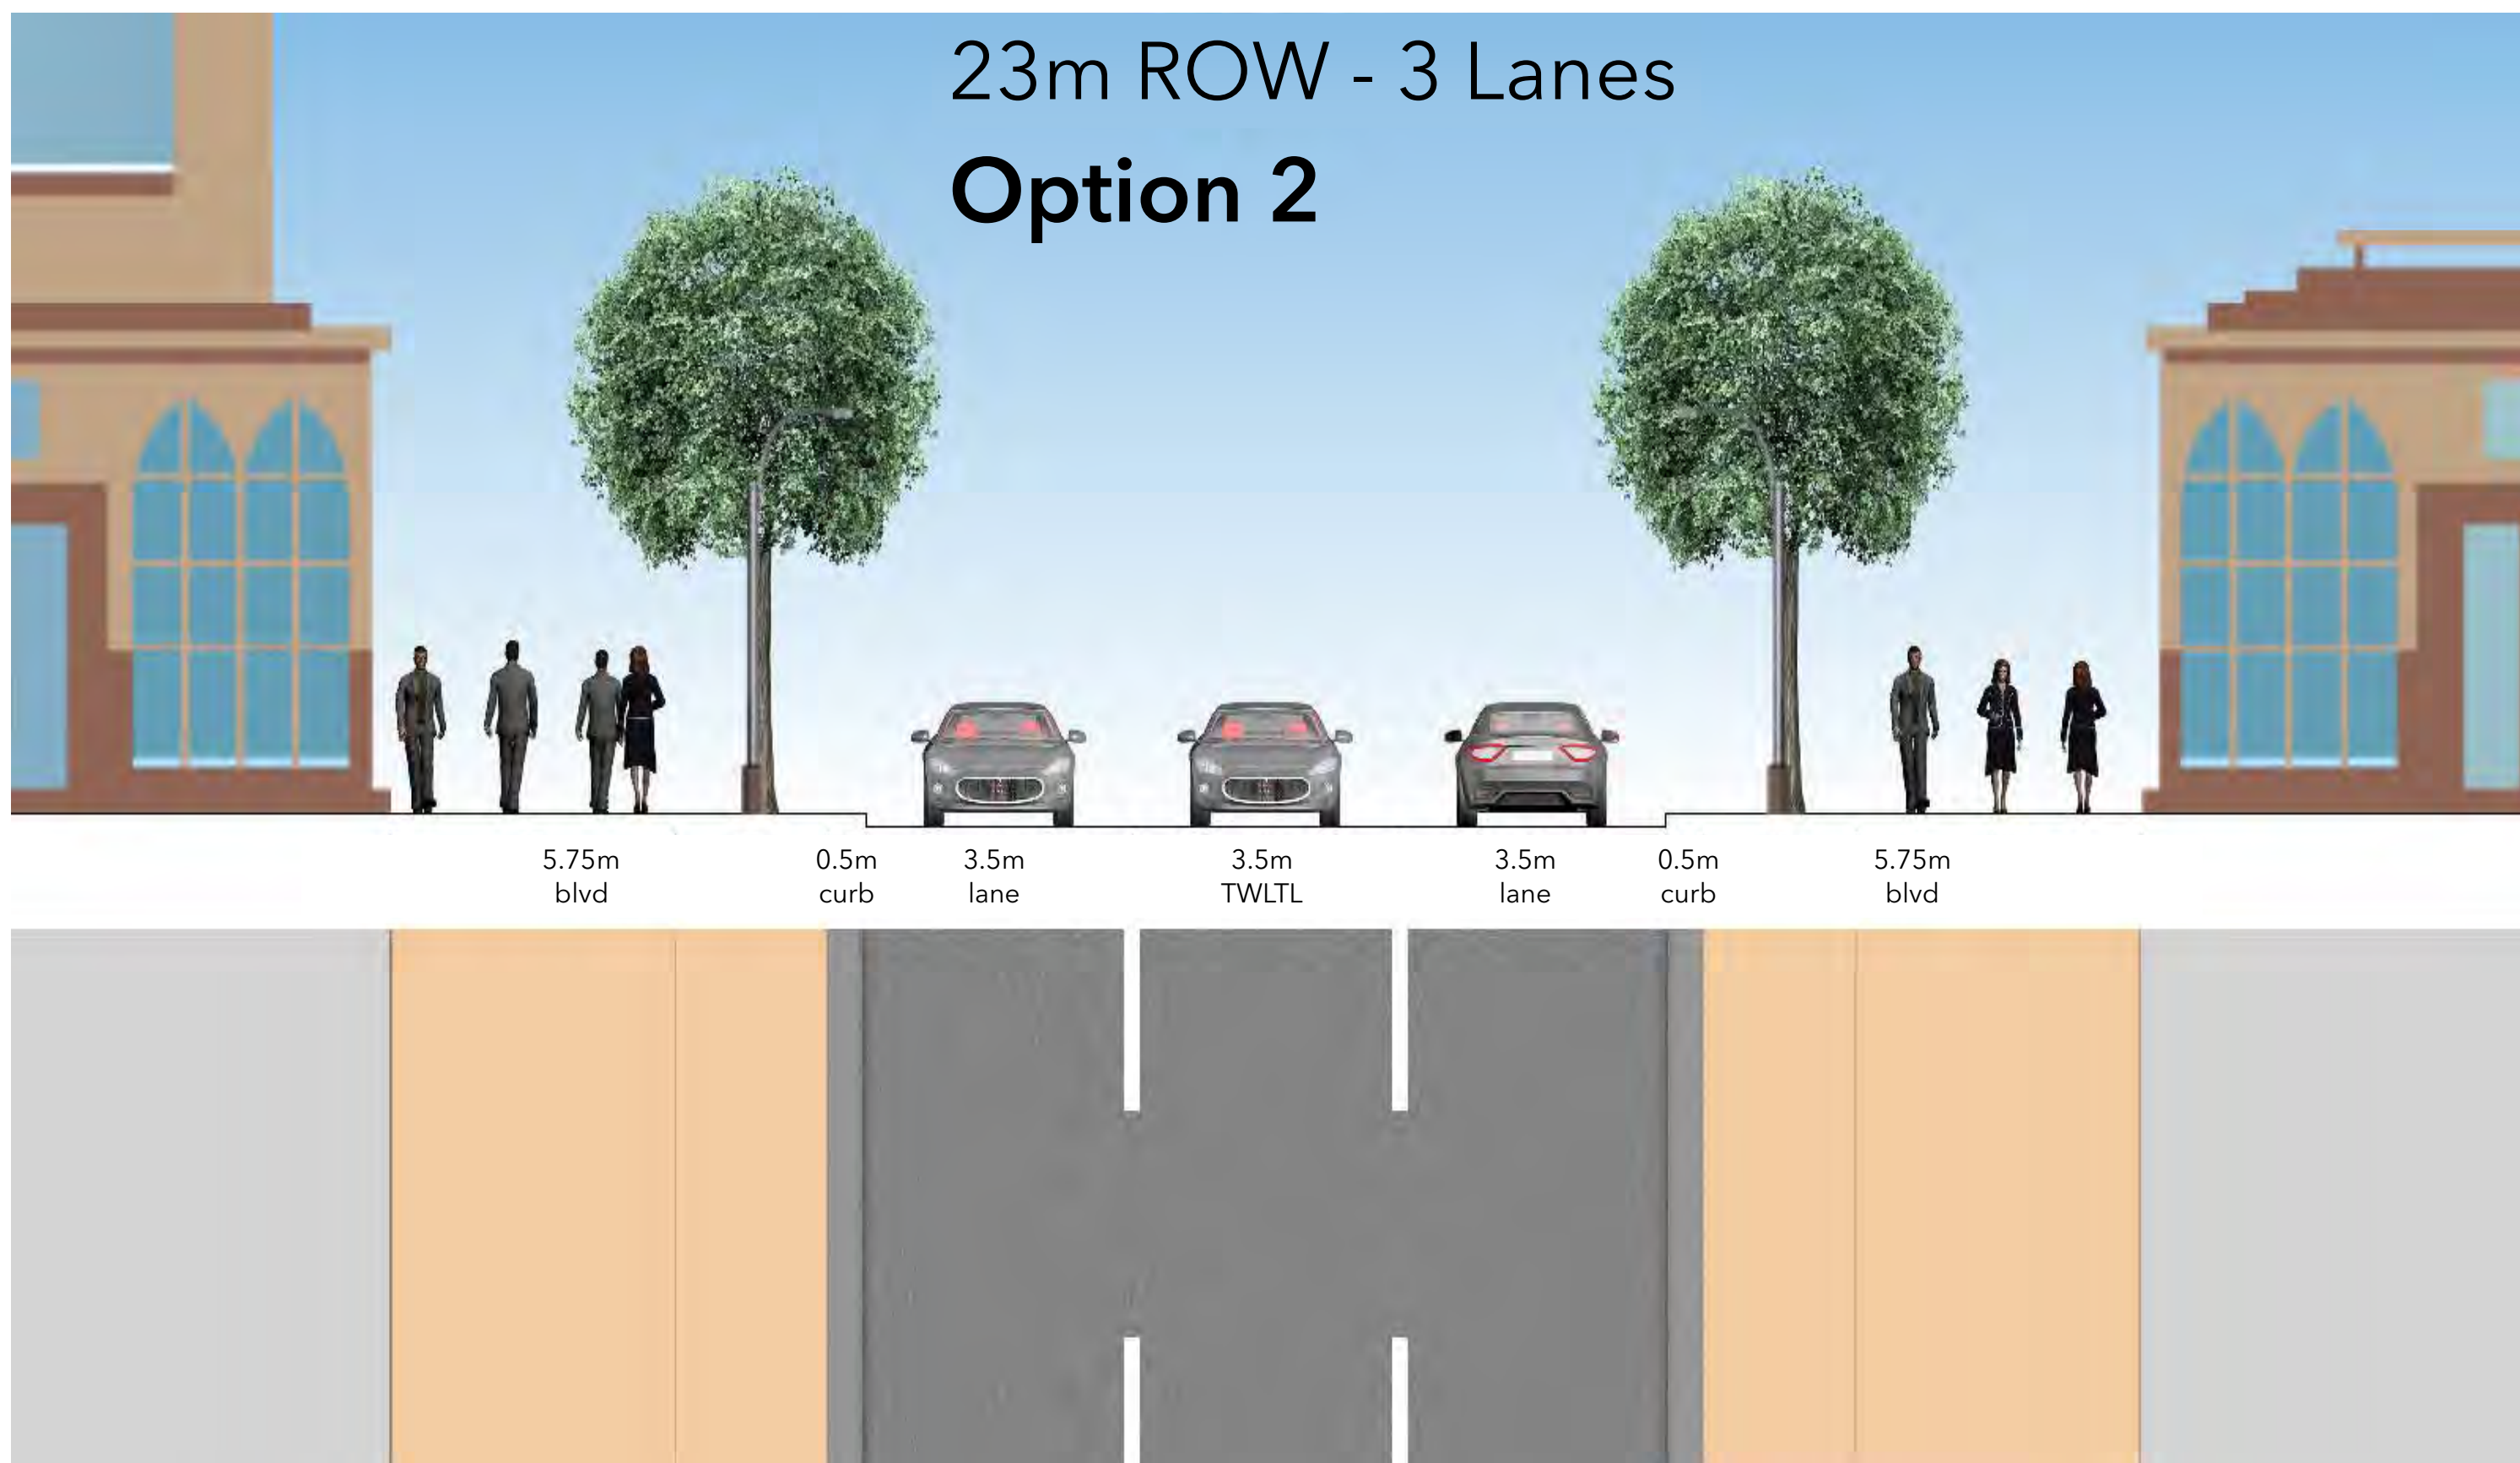 23m ROW - 3 Lanes
Option 2
5.75m
blvd
0.5m
curb
3.5m
lane
3.5m
TWLTL
3.5m
lane
0.5m
curb
5.75m
blvd